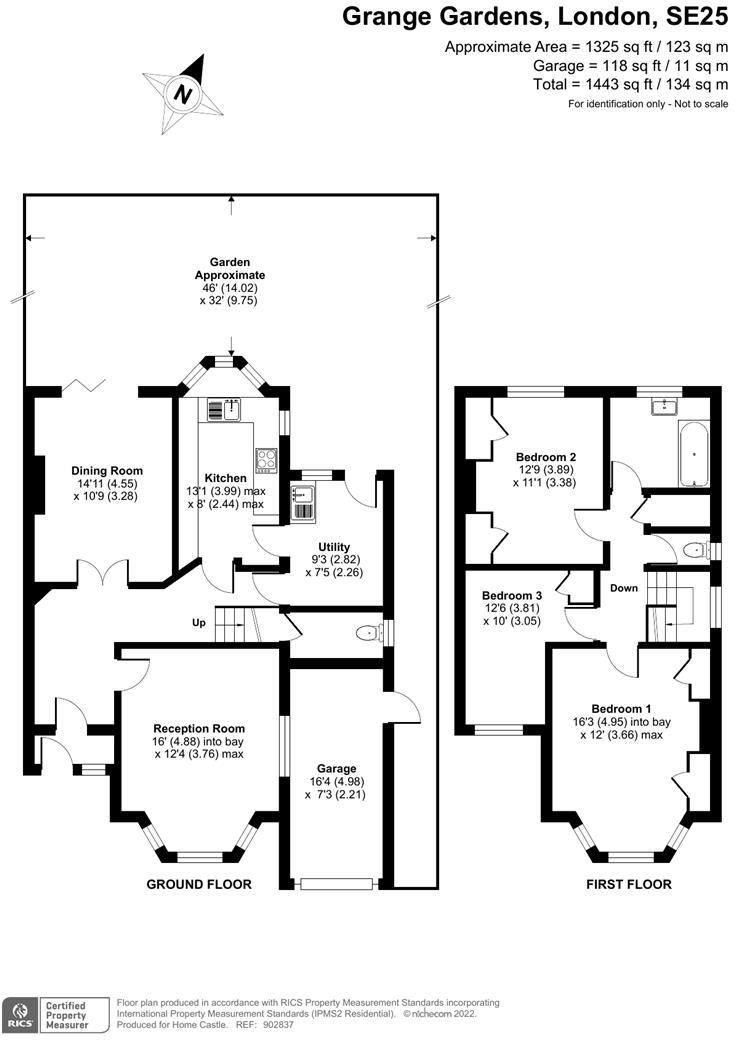 Grange Gardens, London, SE25
Approximate Area = 1325 sq ft / 123 sq m
Garage = 118 sq ft / 11 sq m
Total = 1443 sq ft / 134 sq m
For identification only - Not to scale
N
Garden
Approximate
46' (14.02)
x 32' (9.75)
Dining Room
14'11 (4.55)
x 10'9 (3.28)
Kitchen
13'1 (3.99) max
x 8' (2.44) max
Utility
9'3 (2.82)
x 7'5 (2.26)
Up
Reception Room
16' (4.88) into bay
x 12'4 (3.76) max
Garage
16'4 (4.98)
x 7'3 (2.21)
GROUND FLOOR
Bedroom 2
12'9 (3.89)
x 11'1 (3.38)
Bedroom 3
12'6 (3.81)
x 10' (3.05)
Down
Bedroom 1
16'3 (4.95) into bay
x 12' (3.66) max
FIRST FLOOR
RICS
Certified
Property
Measurer
Floor plan produced in accordance with RICS Property Measurement Standards incorporating
International Property Measurement Standards (IPMS2 Residential). © nichecom 2022.
Produced for Home Castle. REF: 902837